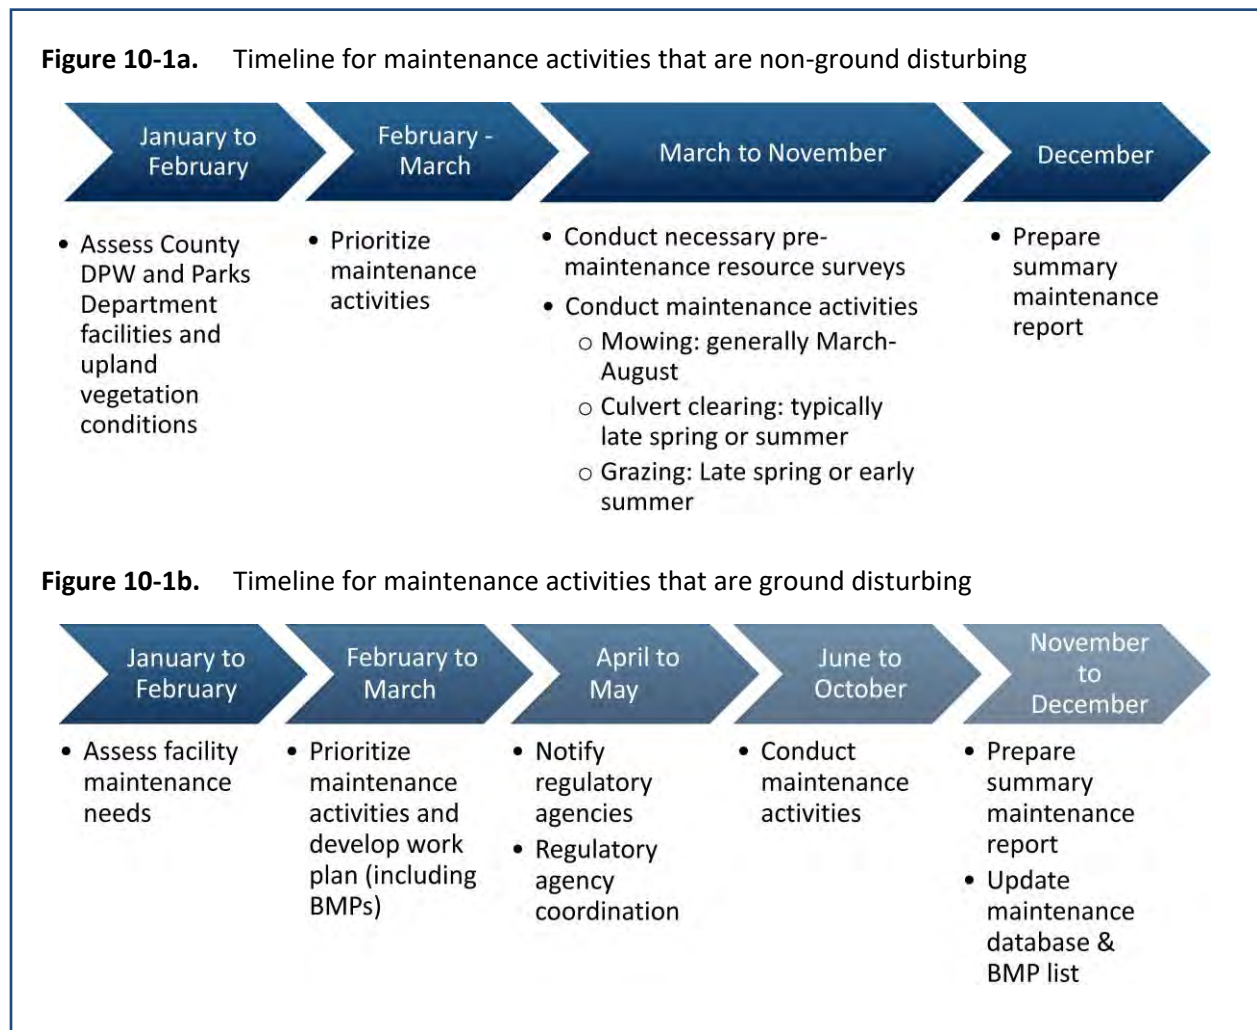 Figure 10-1a. Timeline for maintenance activities that are non-ground disturbing
January to
February
February -
March
March to November
December
• Assess County
DPW and Parks
Department
facilities and
upland
vegetation
conditions
• Prioritize
maintenance
activities
• Conduct necessary pre-
maintenance resource surveys
• Conduct maintenance activities
o Mowing: generally March-
August
o Culvert clearing: typically
late spring or summer
o Grazing: Late spring or early
summer
• Prepare
summary
maintenance
report
Figure 10-1b. Timeline for maintenance activities that are ground disturbing
January to
February
February to
March
April to
May
June to
October
November
to
December
• Assess facility
maintenance
needs
• Prioritize
maintenance
activities and
develop work
plan (including
BMPs)
• Notify
regulatory
agencies
• Regulatory
agency
coordination
• Conduct
maintenance
activities
• Prepare
summary
maintenance
report
• Update
maintenance
database &
BMP list